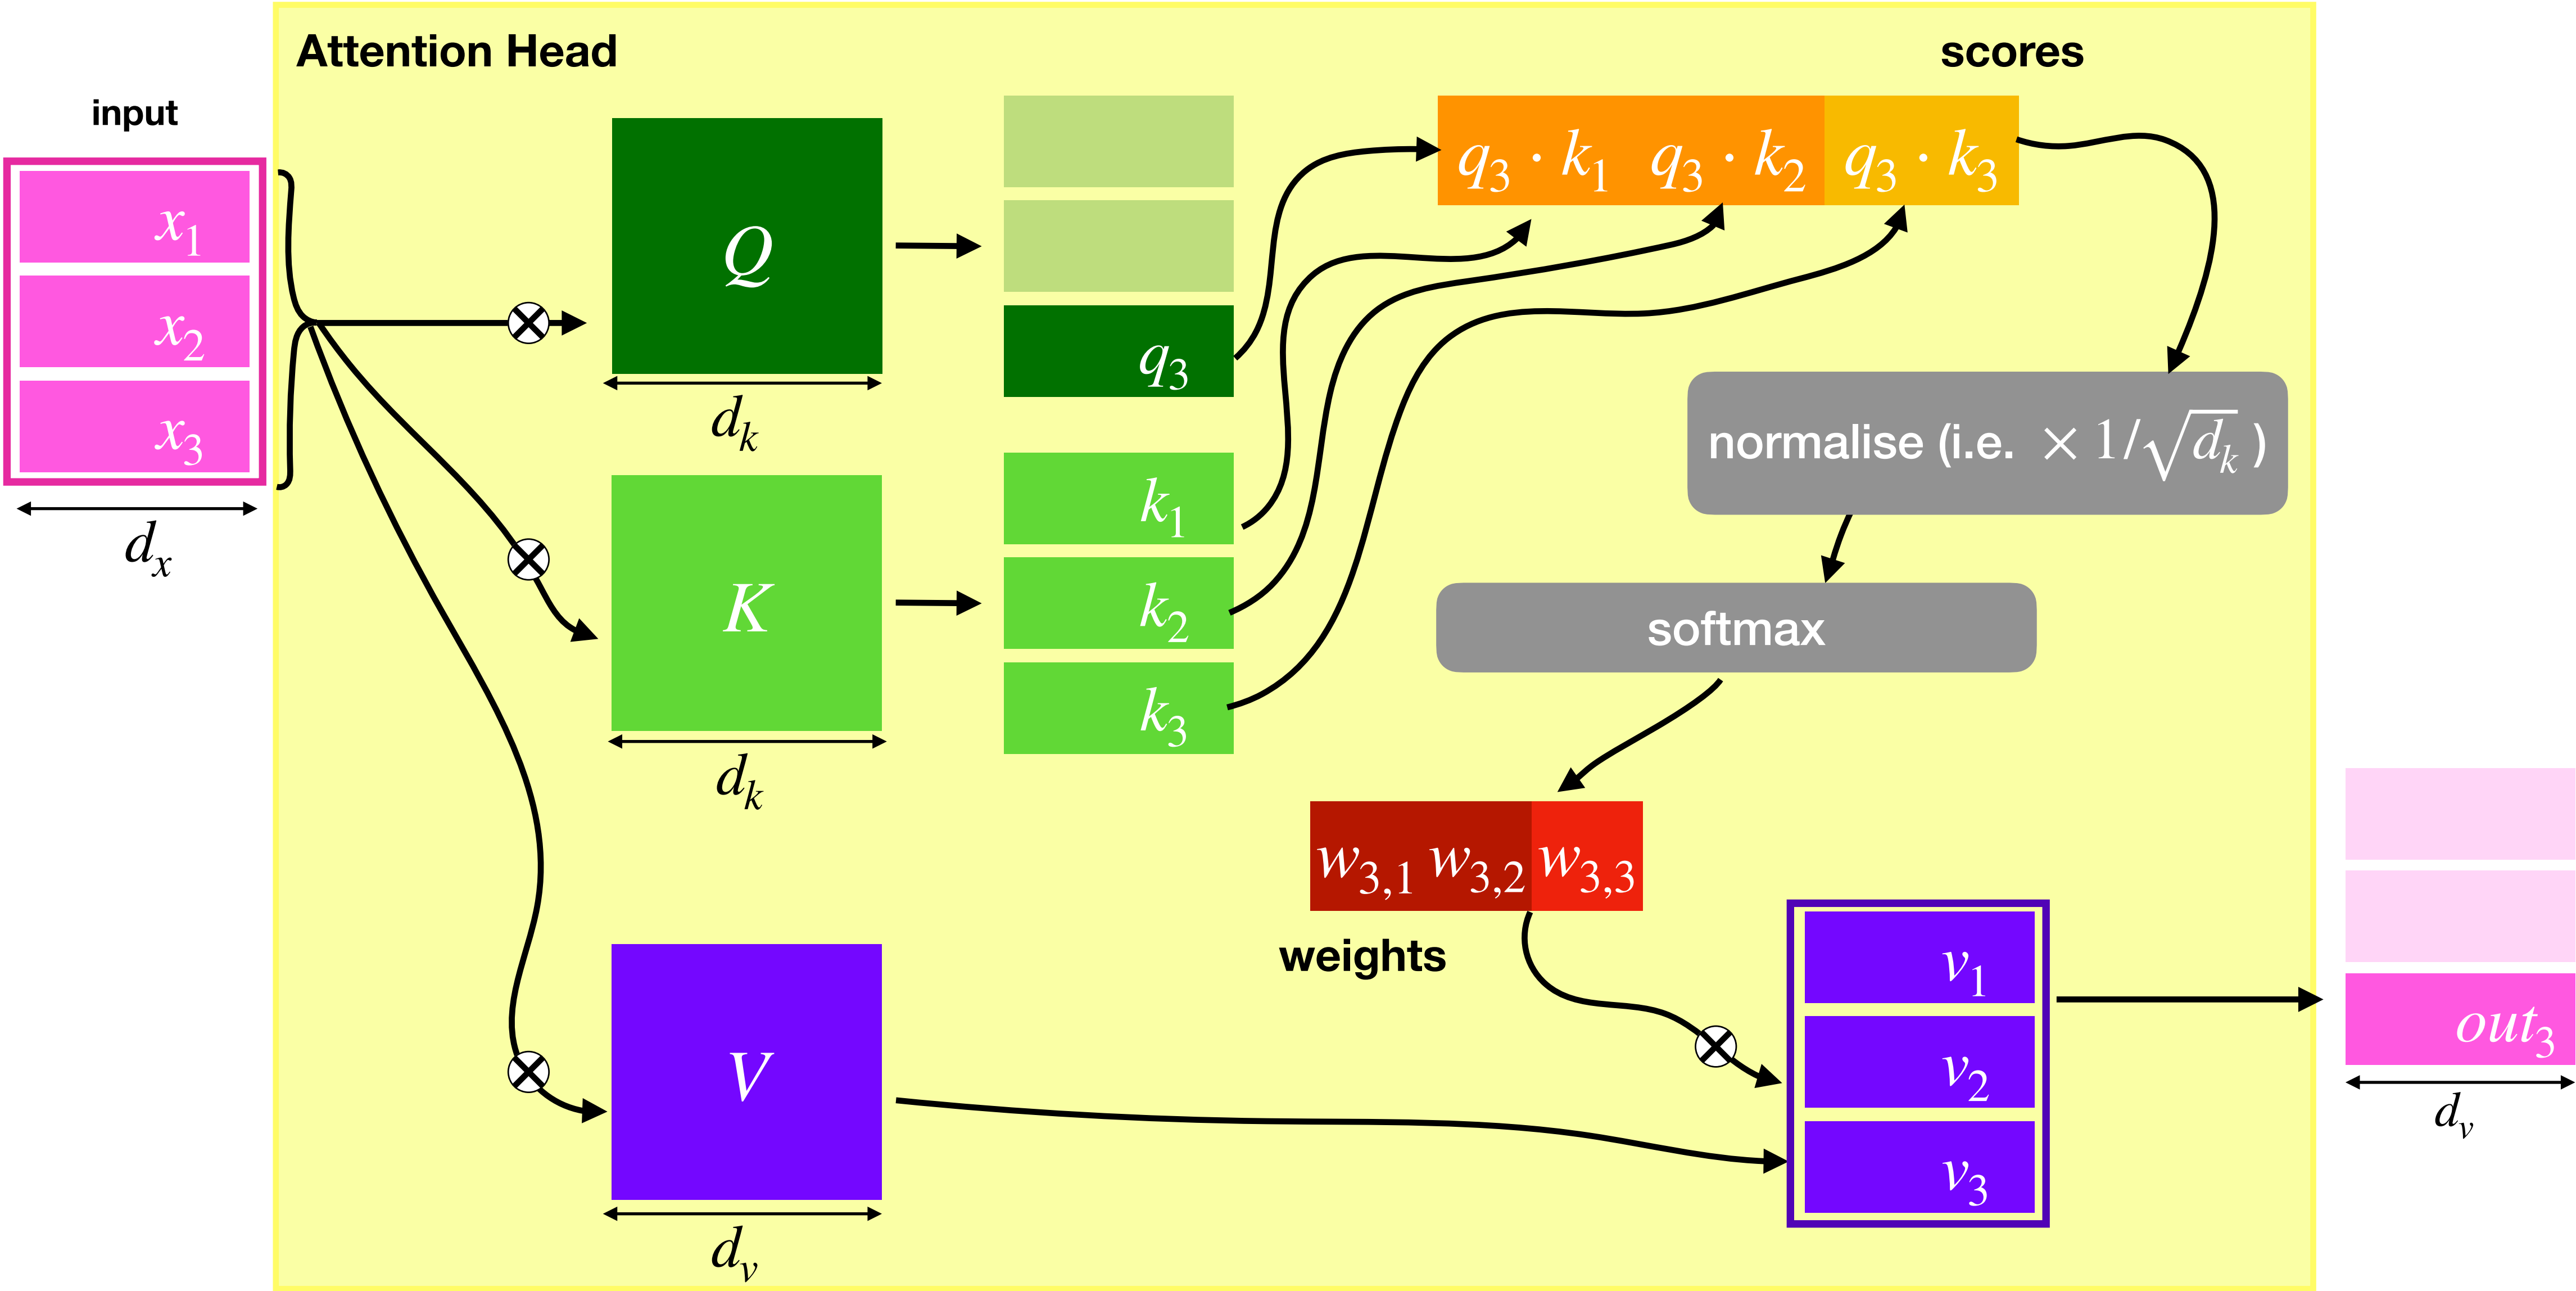 Attention Head
scores
input
x₁
x₂
x₃
dₓ
Q
dₖ
q₃
K
dₖ
k₁
k₂
k₃
q₃ · k₁ q₃ · k₂ q₃ · k₃
normalise (i.e. × 1/√dₖ )
softmax
w₃,₁ w₃,₂ w₃,₃
weights
V
dᵥ
v₁
v₂
v₃
out₃
dᵥ